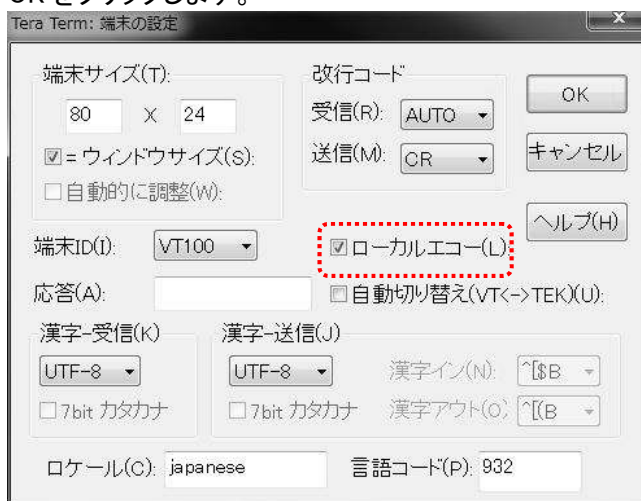 OK をクリックします。
Tera Term: 端末の設定
端末サイズ(T):
80 X 24
= ウィンドウサイズ(S):
自動的に調整(W):
改行コード
受信(R): AUTO
送信(M): CR
OK
キャンセル
ヘルプ(H)
端末ID(I): VT100
ローカルエコー(L)
応答(A):
自動切り替え(VT<->TEK)(U):
漢字-受信(K)
UTF-8
7bit カタカナ
漢字-送信(J)
UTF-8
7bit カタカナ
漢字イン(N): ^[$B
漢字アウト(O): ^[(B
ロケール(C): japanese
言語コード(P): 932